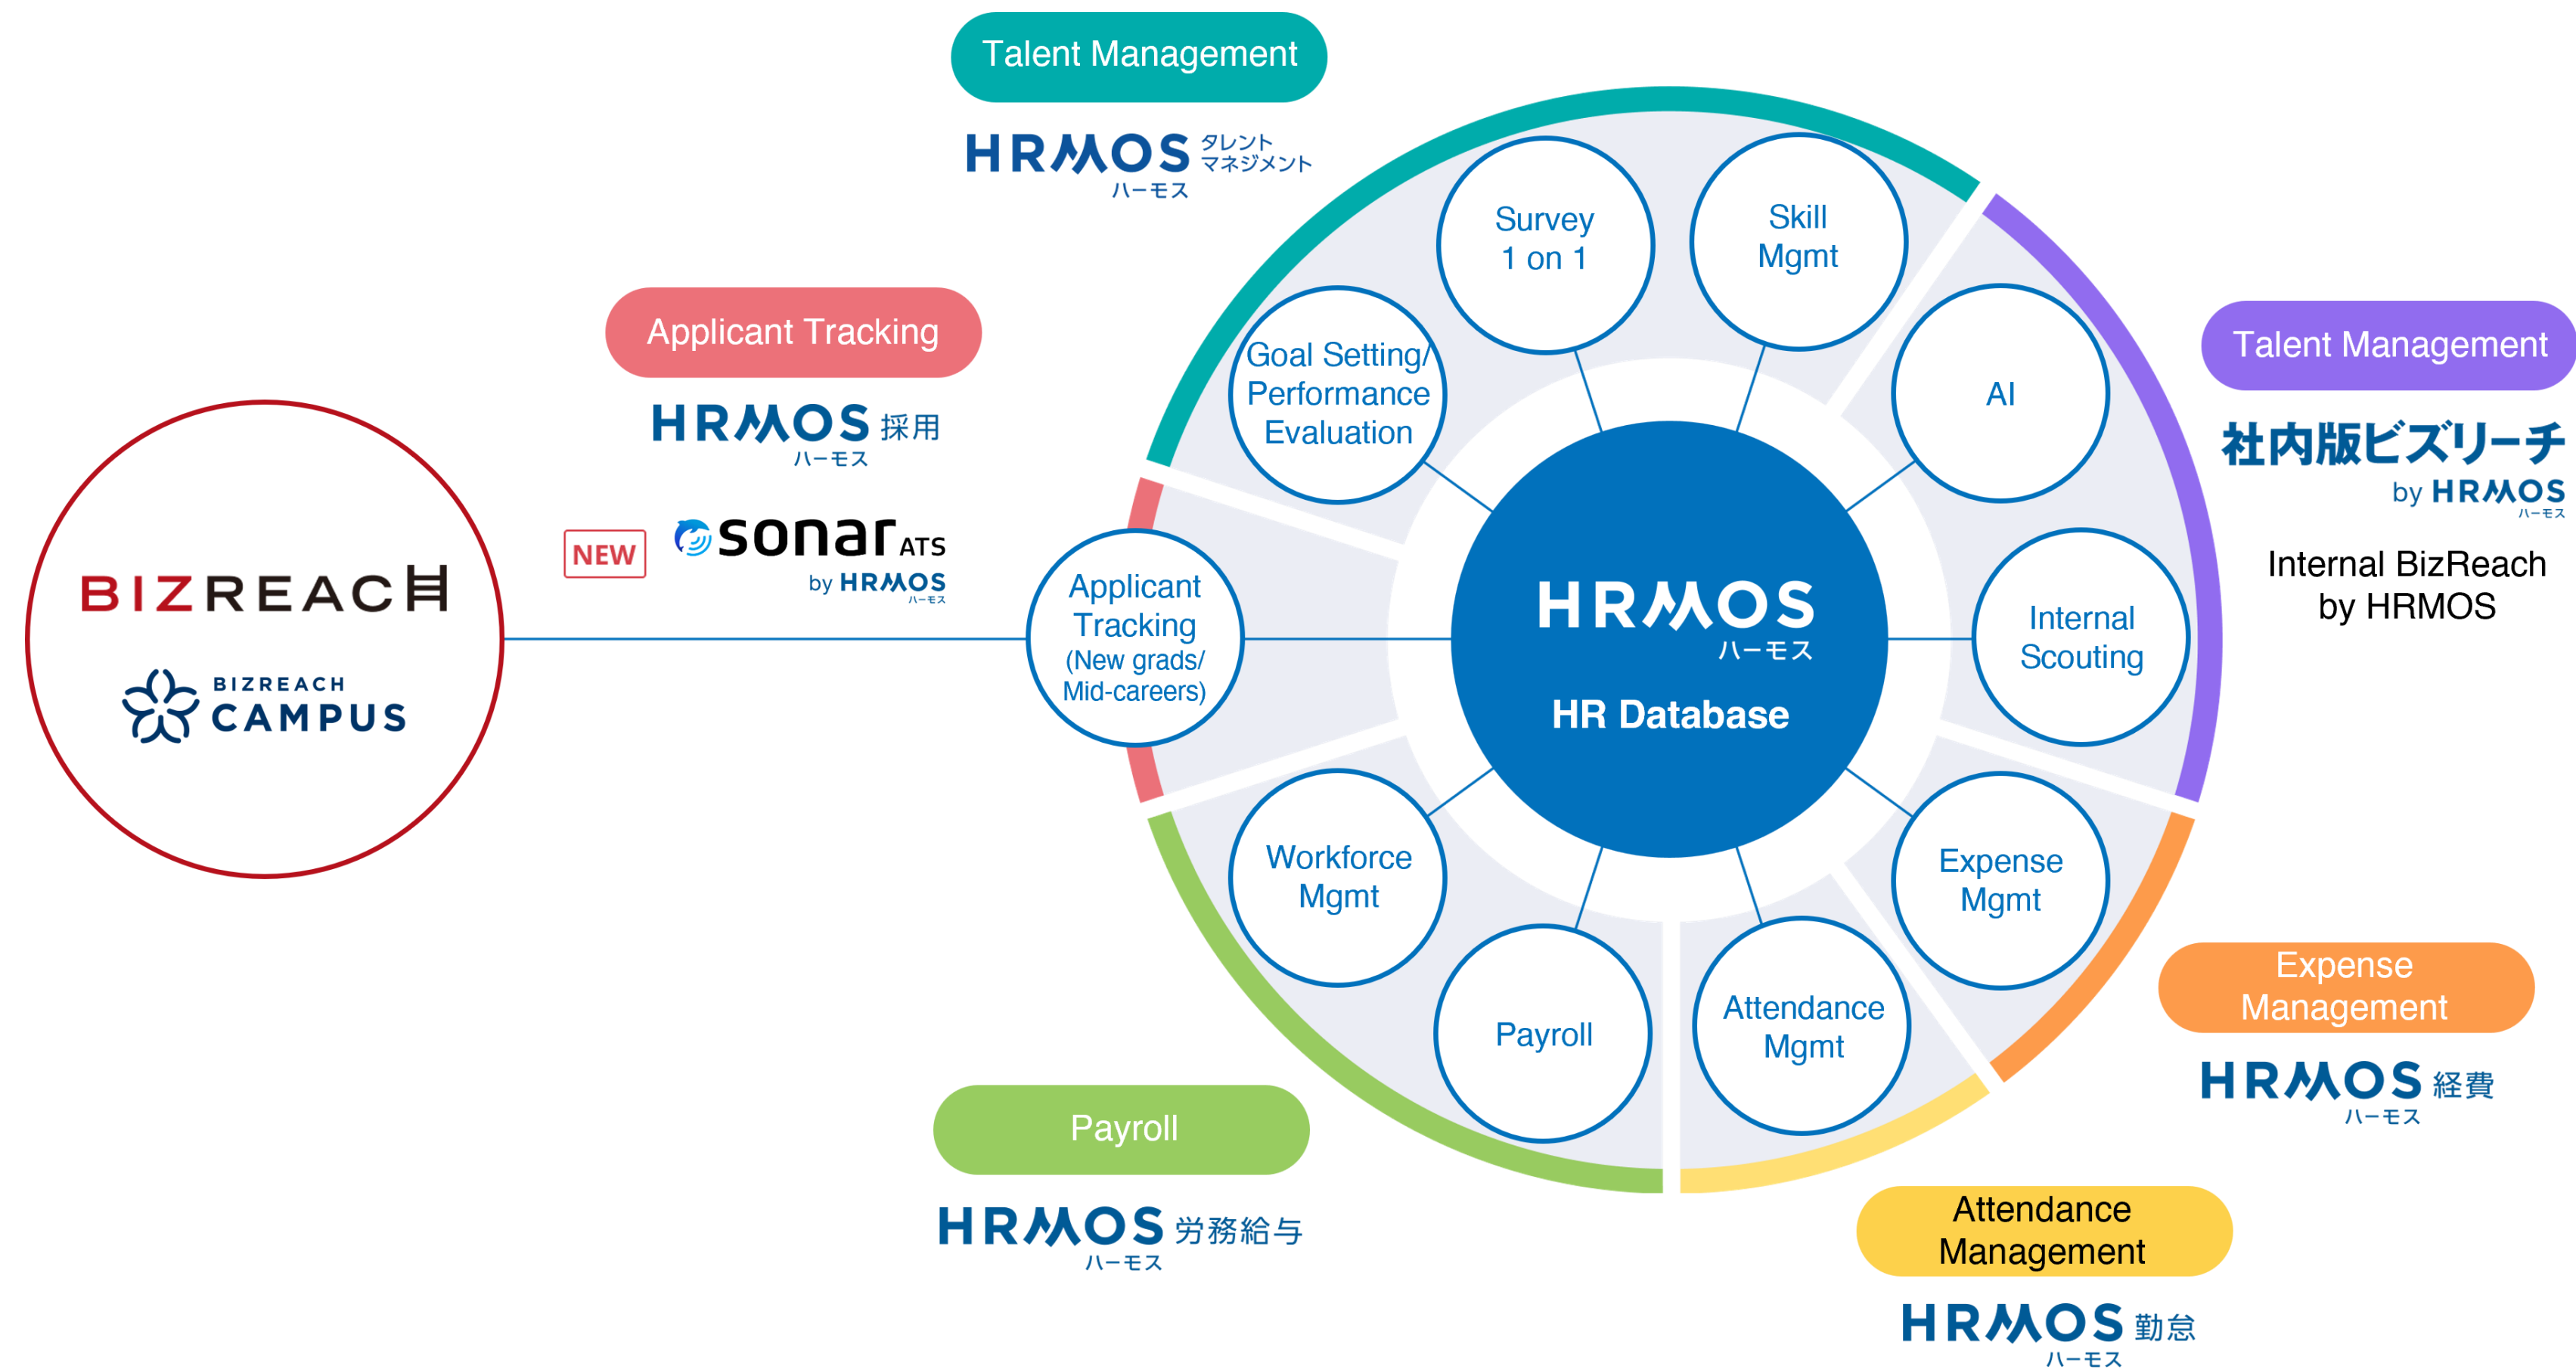 Talent Management
HRMOS タレント
マネジメント
ハーモス
Applicant Tracking
HRMOS 採用
ハーモス
NEW
sonar ATS
by HRMOS
ハーモス
BIZREACH
BIZREACH
CAMPUS
Survey
1 on 1
Skill
Mgmt
Goal Setting/
Performance
Evaluation
AI
Applicant
Tracking
(New grads/
Mid-careers)
HRMOS
ハーモス
HR Database
Internal
Scouting
Workforce
Mgmt
Expense
Mgmt
Payroll
Attendance
Mgmt
Talent Management
社内版ビズリーチ
by HRMOS
ハーモス
Internal BizReach
by HRMOS
Expense
Management
HRMOS 経費
ハーモス
Payroll
HRMOS 労務給与
ハーモス
Attendance
Management
HRMOS 勤怠
ハーモス